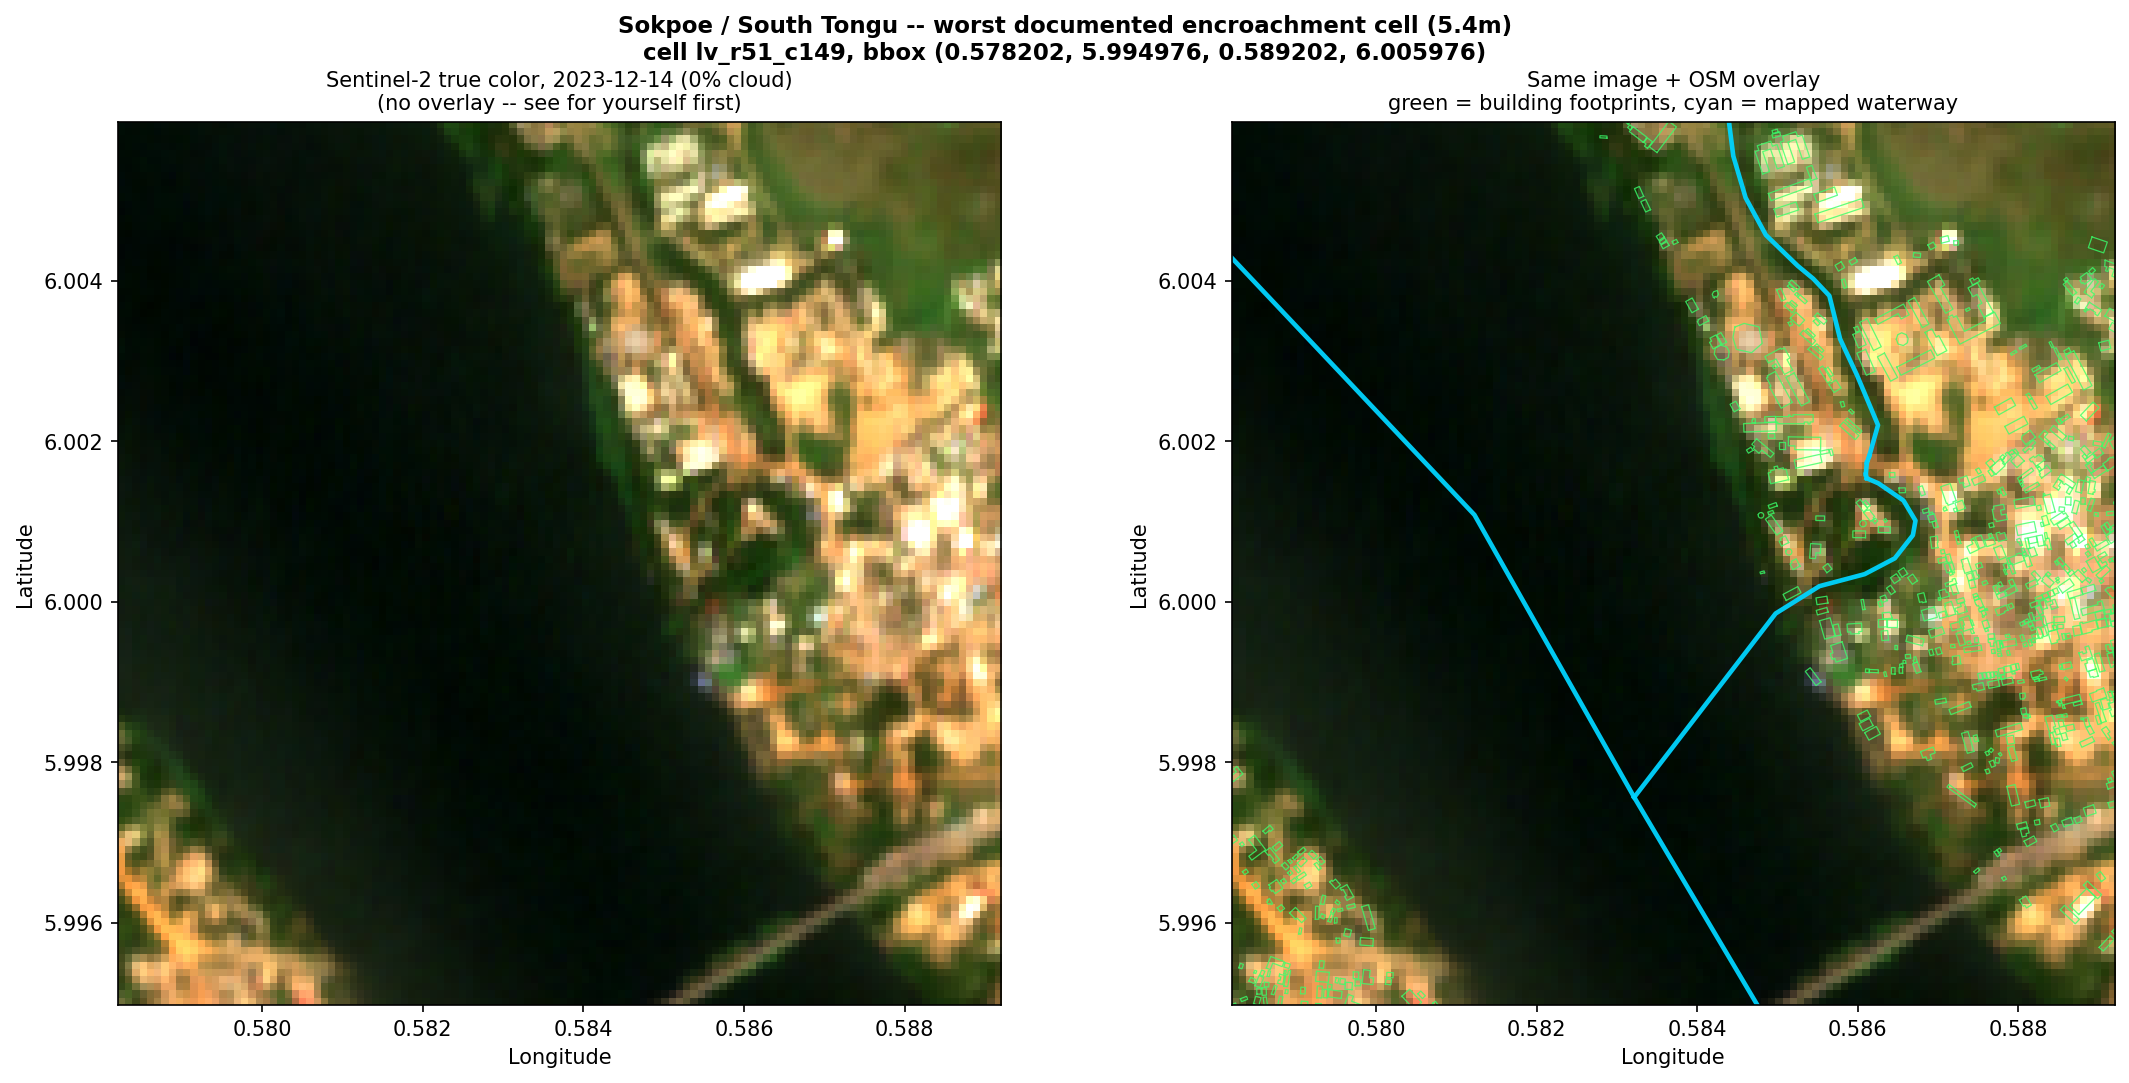 Sokpoe / South Tongu -- worst documented encroachment cell (5.4m)
cell lv_r51_c149, bbox (0.578202, 5.994976, 0.589202, 6.005976)
Sentinel-2 true color, 2023-12-14 (0% cloud)
(no overlay -- see for yourself first)
6.004
6.002
6.000
5.998
5.996
Latitude
0.580
0.582
0.584
0.586
0.588
Longitude
Same image + OSM overlay
green = building footprints, cyan = mapped waterway
6.004
6.002
6.000
5.998
5.996
Latitude
0.580
0.582
0.584
0.586
0.588
Longitude